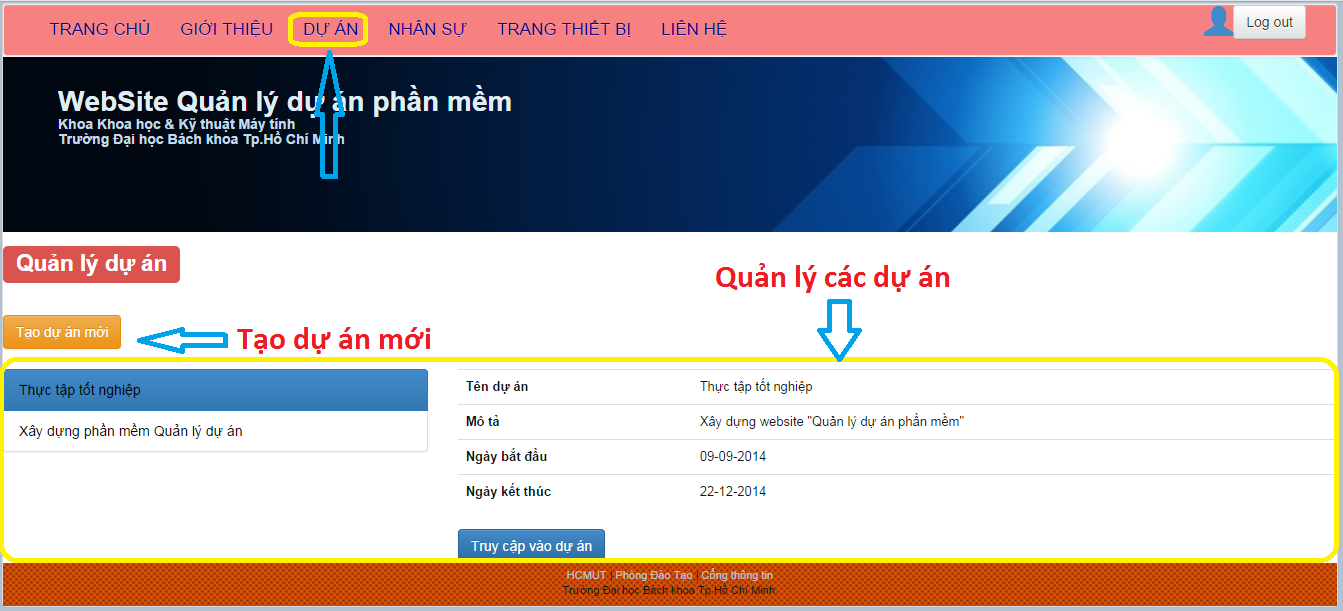 TRANG CHỦ GIỚI THIỆU DỰ ÁN NHÂN SỰ TRANG THIẾT BỊ LIÊN HỆ
Log out
WebSite Quản lý dự án phần mềm
Khoa Khoa học & Kỹ thuật Máy tính
Trường Đại học Bách khoa Tp.Hồ Chí Minh
Quản lý dự án
Quản lý các dự án
Tạo dự án mới
Tạo dự án mới
Thực tập tốt nghiệp
Xây dựng phần mềm Quản lý dự án
Tên dự án Thực tập tốt nghiệp
Mô tả Xây dựng website "Quản lý dự án phần mềm"
Ngày bắt đầu 09-09-2014
Ngày kết thúc 22-12-2014
Truy cập vào dự án
HCMUT | Phòng Đào Tạo | Cổng thông tin
Trường Đại học Bách khoa Tp.Hồ Chí Minh.